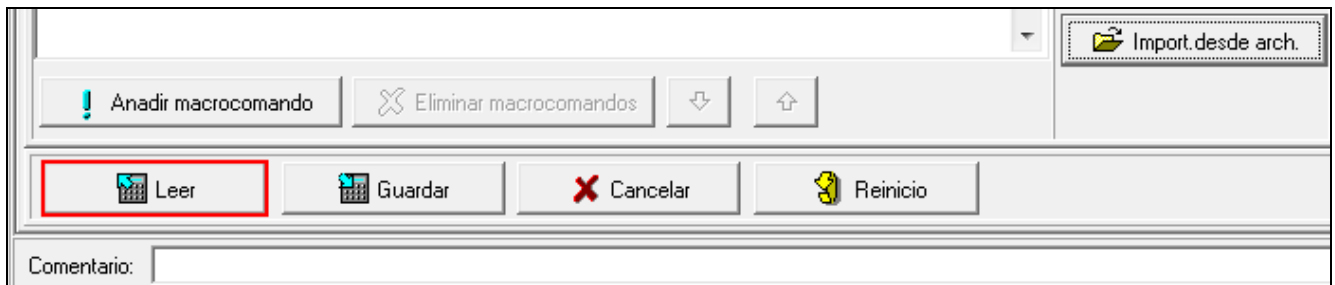 Import.desde arch.
Anadir macrocomando Eliminar macrocomandos
Leer Guardar Cancelar Reinicio
Comentario: